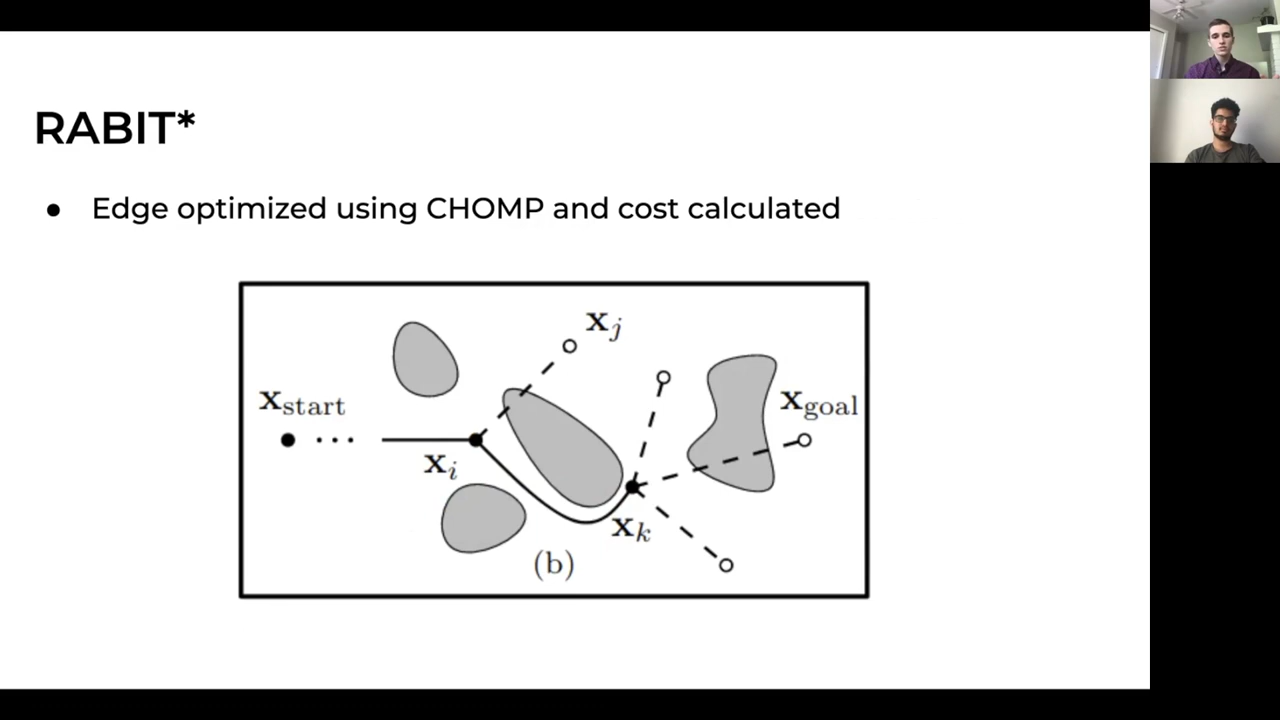 RABIT*
● Edge optimized using CHOMP and cost calculated
x_j
x_start
x_goal
x_i
x_k
(b)